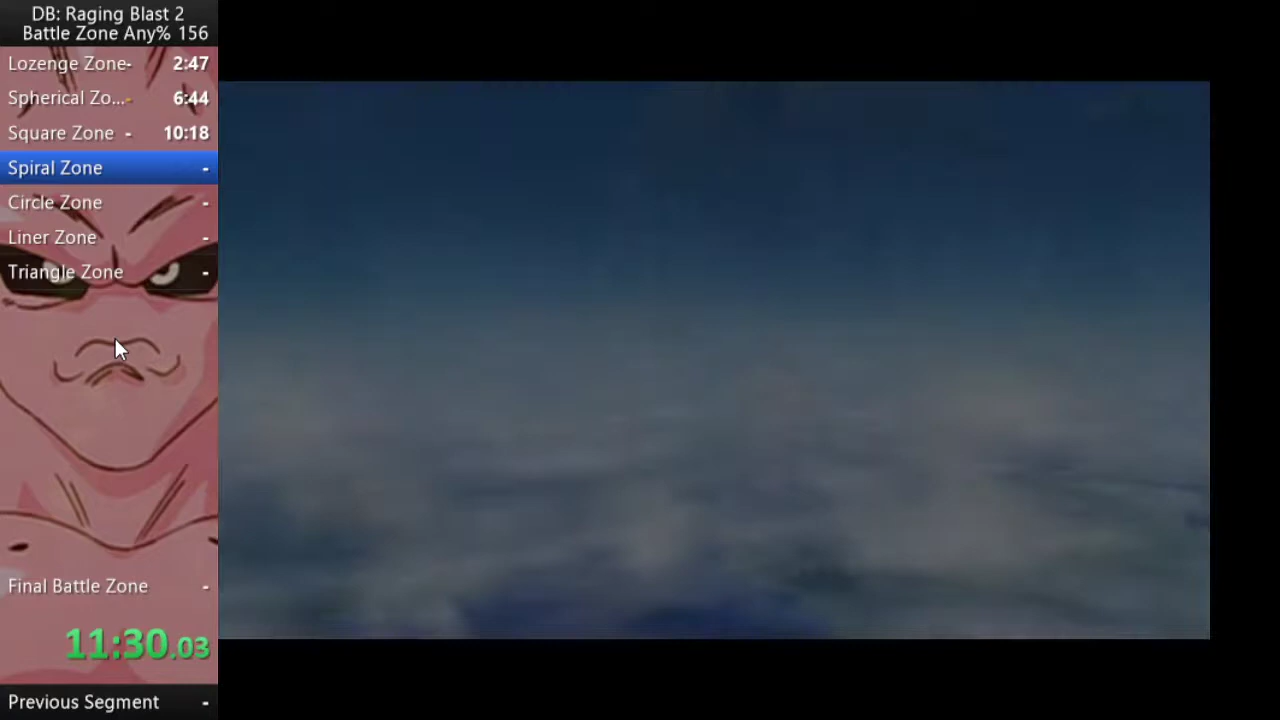 DB: Raging Blast 2
Battle Zone Any% 156
Lozenge Zone- 2:47
Spherical Zo...- 6:44
Square Zone - 10:18
Spiral Zone -
Circle Zone -
Liner Zone -
Triangle Zone -
Final Battle Zone -
11:30.03
Previous Segment -